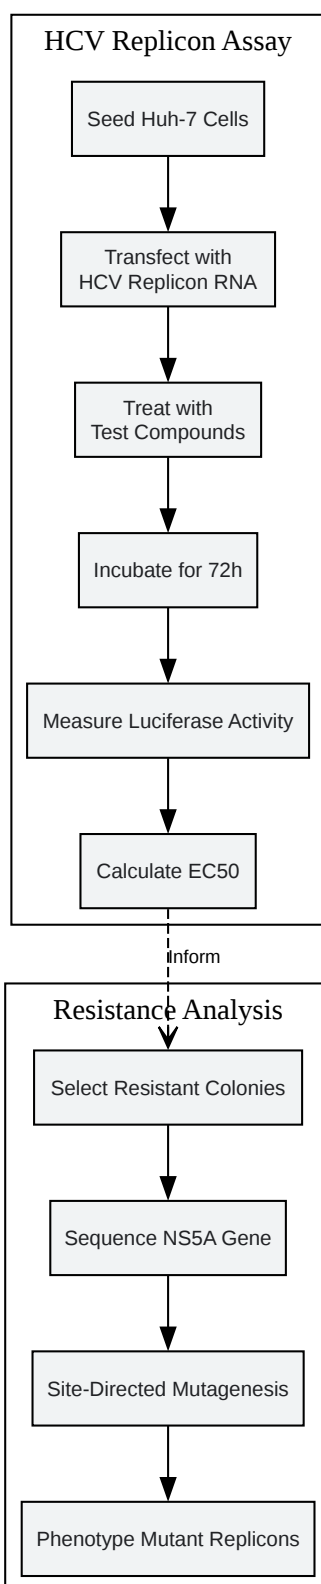 HCV Replicon Assay
Seed Huh-7 Cells
Transfect with
HCV Replicon RNA
Treat with
Test Compounds
Incubate for 72h
Measure Luciferase Activity
Calculate EC50
Inform
Resistance Analysis
Select Resistant Colonies
Sequence NS5A Gene
Site-Directed Mutagenesis
Phenotype Mutant Replicons